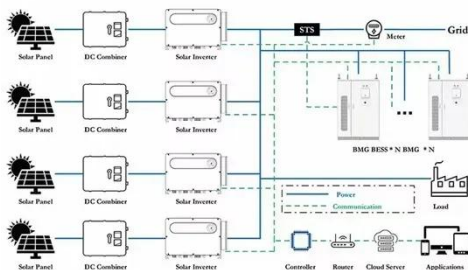 STS
Meter
Grid
Solar Panel
DC Combiner
Solar Inverter
Solar Panel
DC Combiner
Solar Inverter
BMG BESS * N BMG * N
Solar Panel
DC Combiner
Solar Inverter
Power
Communication
Load
Solar Panel
DC Combiner
Solar Inverter
Controller
Router
Cloud Server
Applications